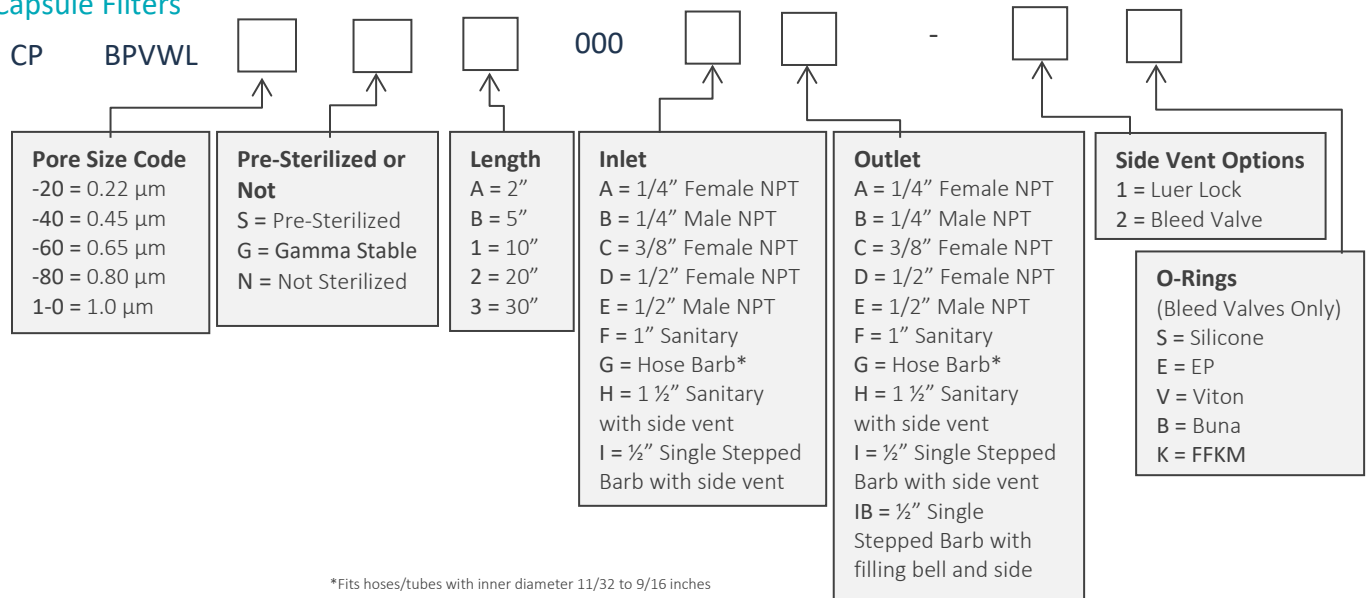 Capsule Filters
CP BPVWL 000 -
Pore Size Code
-20 = 0.22 µm
-40 = 0.45 µm
-60 = 0.65 µm
-80 = 0.80 µm
1-0 = 1.0 µm
Pre-Sterilized or
Not
S = Pre-Sterilized
G = Gamma Stable
N = Not Sterilized
Length
A = 2”
B = 5”
1 = 10”
2 = 20”
3 = 30”
Inlet
A = 1/4” Female NPT
B = 1/4” Male NPT
C = 3/8” Female NPT
D = 1/2” Female NPT
E = 1/2” Male NPT
F = 1” Sanitary
G = Hose Barb*
H = 1 ½” Sanitary
with side vent
I = ½” Single Stepped
Barb with side vent
Outlet
A = 1/4” Female NPT
B = 1/4” Male NPT
C = 3/8” Female NPT
D = 1/2” Female NPT
E = 1/2” Male NPT
F = 1” Sanitary
G = Hose Barb*
H = 1 ½” Sanitary
with side vent
I = ½” Single Stepped
Barb with side vent
IB = ½” Single
Stepped Barb with
filling bell and side
Side Vent Options
1 = Luer Lock
2 = Bleed Valve
O-Rings
(Bleed Valves Only)
S = Silicone
E = EP
V = Viton
B = Buna
K = FFKM
*Fits hoses/tubes with inner diameter 11/32 to 9/16 inches